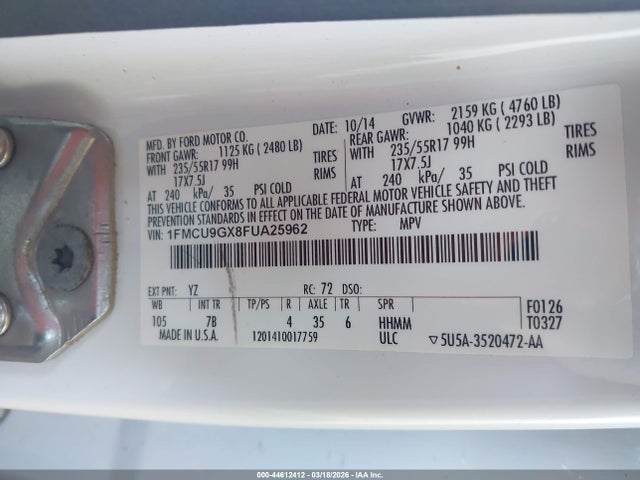 MFD. BY FORD MOTOR CO. DATE: 10/14 GVWR: 2159 KG ( 4760 LB)
FRONT GAWR: 1125 KG ( 2480 LB) REAR GAWR: 1040 KG ( 2293 LB)
WITH 235/55R17 99H TIRES WITH 235/55R17 99H TIRES
17X7.5J RIMS 17X7.5J RIMS
AT 240 kPa/ 35 PSI COLD AT 240 kPa/ 35 PSI COLD
THIS VEHICLE CONFORMS TO ALL APPLICABLE FEDERAL MOTOR VEHICLE SAFETY AND THEFT
PREVENTION STANDARDS IN EFFECT ON THE DATE OF MANUFACTURE SHOWN ABOVE.
VIN: 1FMCU9GX8FUA25962 TYPE: MPV
EXT PNT: YZ RC: 72 DSO:
WB INT TR TP/PS R AXLE TR SPR F0126
105 7B 4 35 6 HHMM T0327
MADE IN U.S.A. 1201410017759 ULC ▽5U5A-3520472-AA
000-44612412 - 03/18/2026 - IAA Inc.